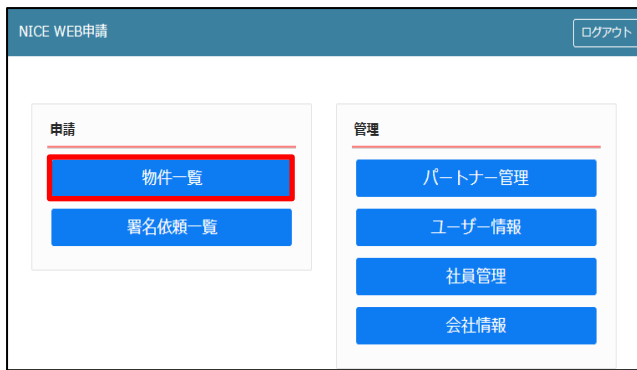 NICE WEB申請
ログアウト
申請
物件一覧
署名依頼一覧
管理
パートナー管理
ユーザー情報
社員管理
会社情報